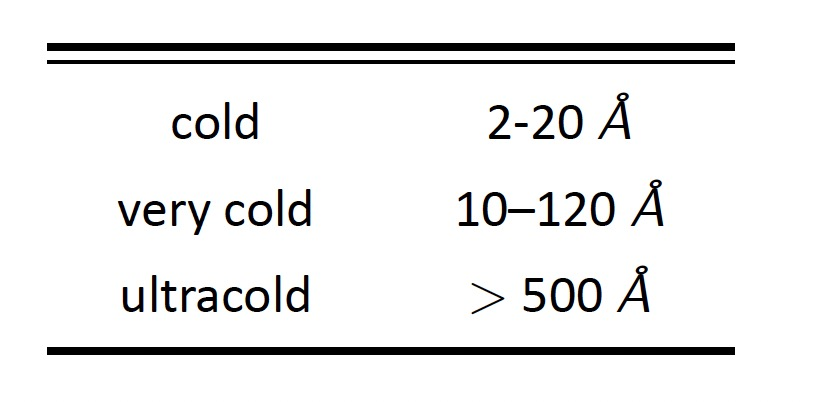 cold 2-20 Å
very cold 10–120 Å
ultracold > 500 Å